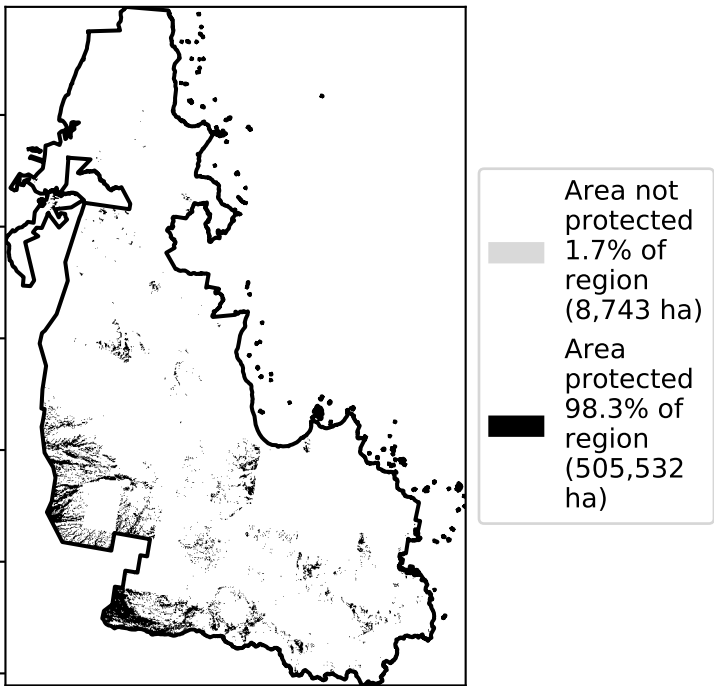 Area not
protected
1.7% of
region
(8,743 ha)
Area
protected
98.3% of
region
(505,532
ha)